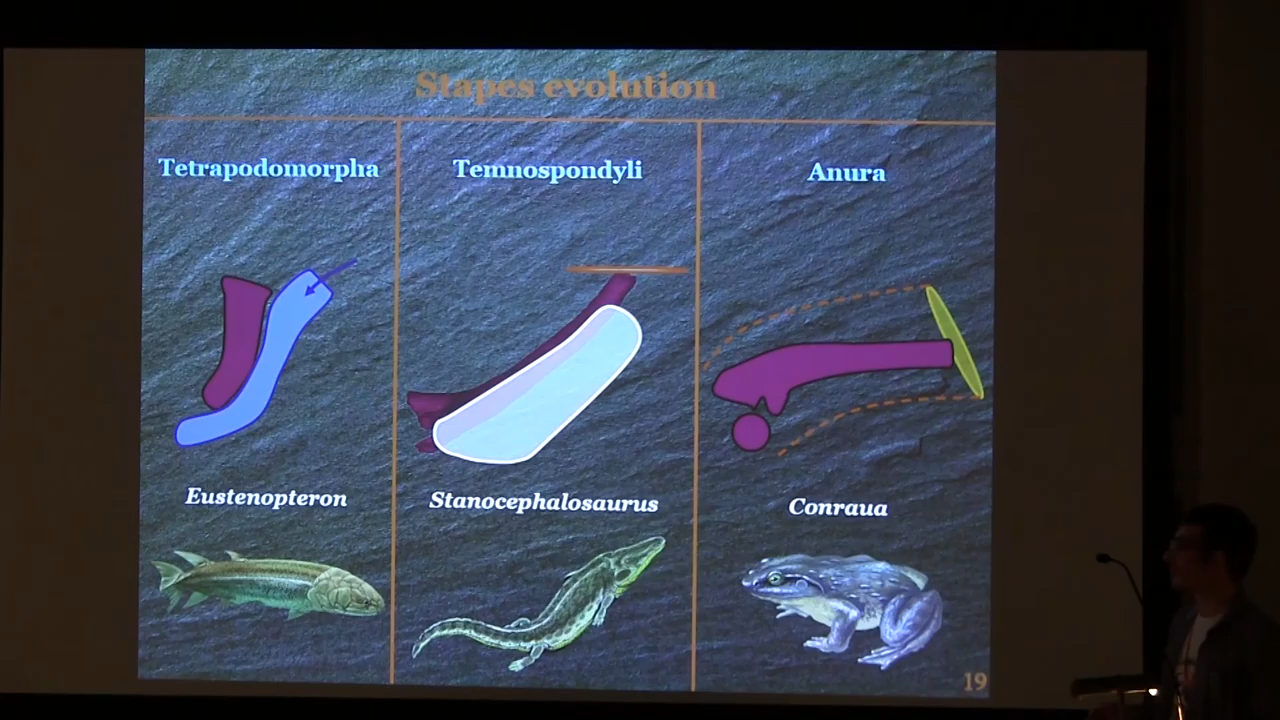 Stapes evolution
Tetrapodomorpha
Temnospondyli
Anura
Eustenopteron
Stanocephalosaurus
Conraua
19